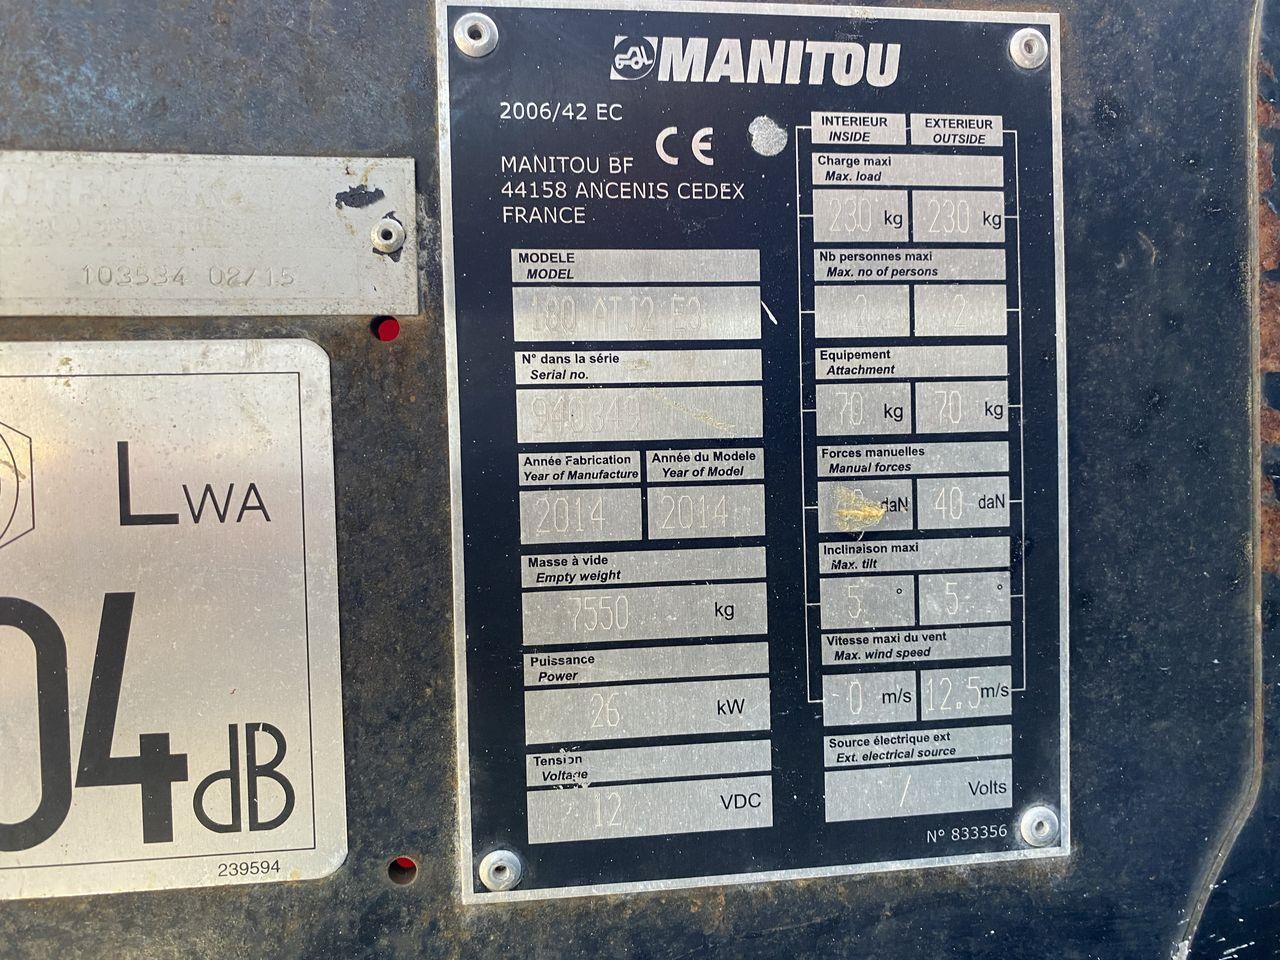 MANITOU
2006/42 EC
CE
MANITOU BF
44158 ANCENIS CEDEX
FRANCE
MODELE
MODEL
180 ATJ2 E3
N° dans la série
Serial no.
940349
Année Fabrication
Year of Manufacture
Année du Modele
Year of Model
2014
2014
Masse à vide
Empty weight
7550 kg
Puissance
Power
26 kW
Tension
Voltage
12 VDC
INTERIEUR
INSIDE
EXTERIEUR
OUTSIDE
Charge maxi
Max. load
230 kg 230 kg
Nb personnes maxi
Max. no of persons
2 2
Equipement
Attachment
70 kg 70 kg
Forces manuelles
Manual forces
daN 40 daN
Inclinaison maxi
Max. tilt
5 ° 5 °
Vitesse maxi du vent
Max. wind speed
0 m/s 12.5 m/s
Source électrique ext
Ext. electrical source
/ Volts
N° 833356
103534 02/15
LWA
04 dB
239594